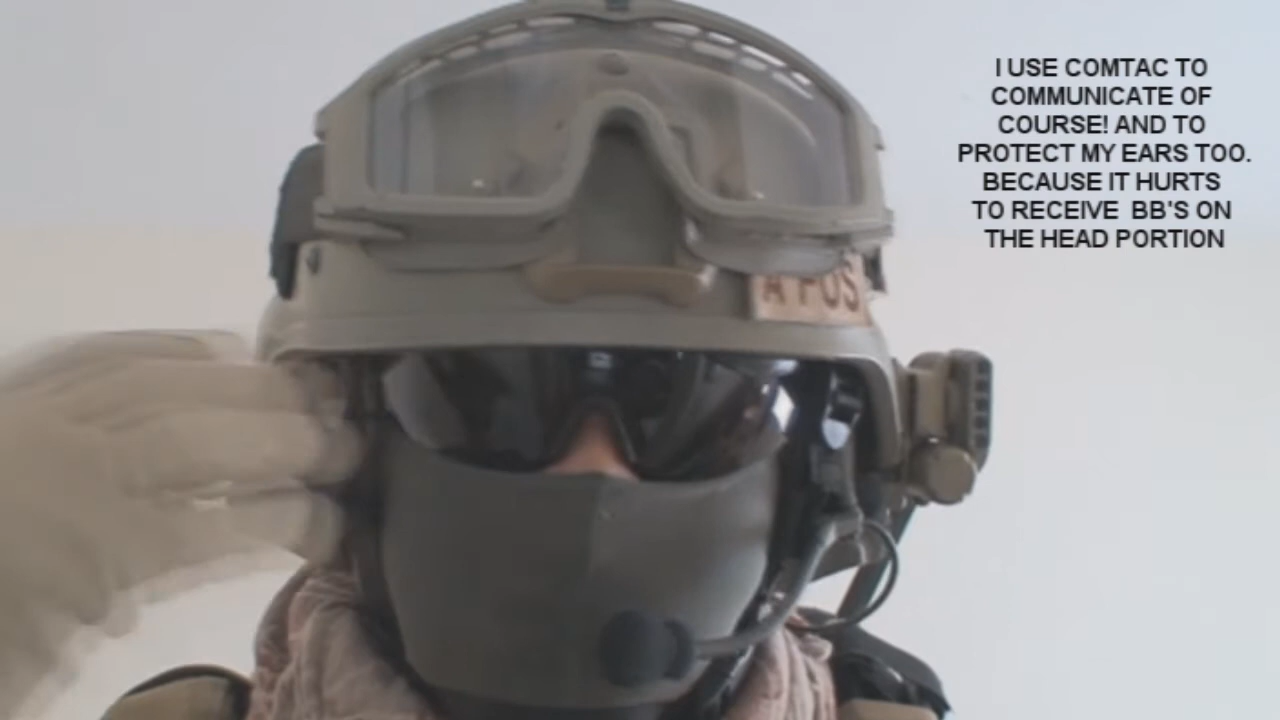 I USE COMTAC TO
COMMUNICATE OF
COURSE! AND TO
PROTECT MY EARS TOO.
BECAUSE IT HURTS
TO RECEIVE BB'S ON
THE HEAD PORTION
A POS